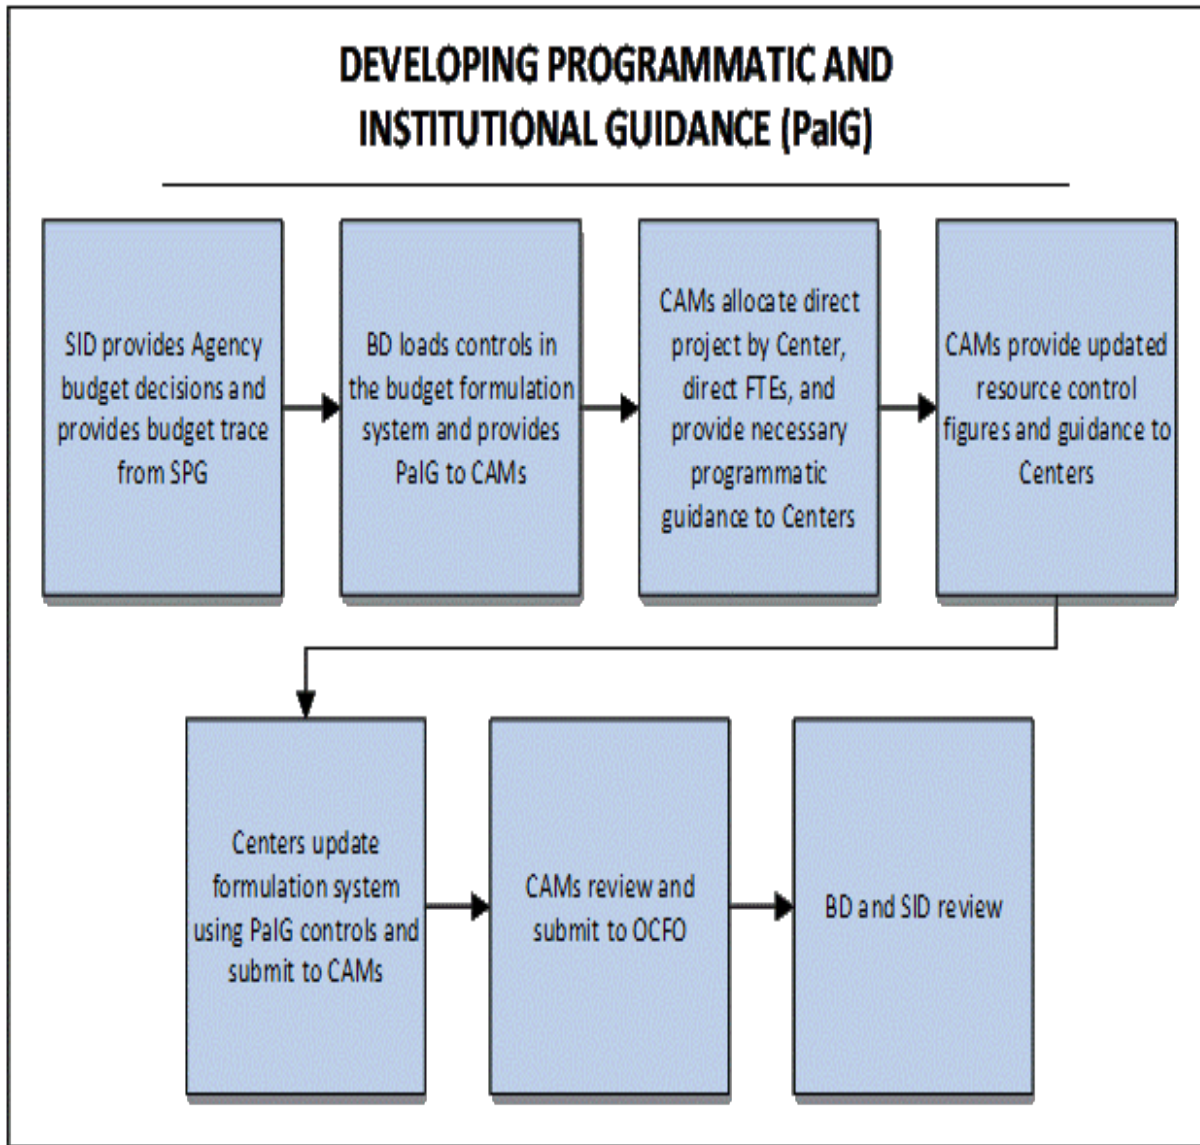 DEVELOPING PROGRAMMATIC AND
INSTITUTIONAL GUIDANCE (PaIG)
SID provides Agency
budget decisions and
provides budget trace
from SPG
BD loads controls in
the budget formulation
system and provides
PaIG to CAMs
CAMs allocate direct
project by Center,
direct FTEs, and
provide necessary
programmatic
guidance to Centers
CAMs provide updated
resource control
figures and guidance to
Centers
Centers update
formulation system
using PaIG controls and
submit to CAMs
CAMs review and
submit to OCFO
BD and SID review